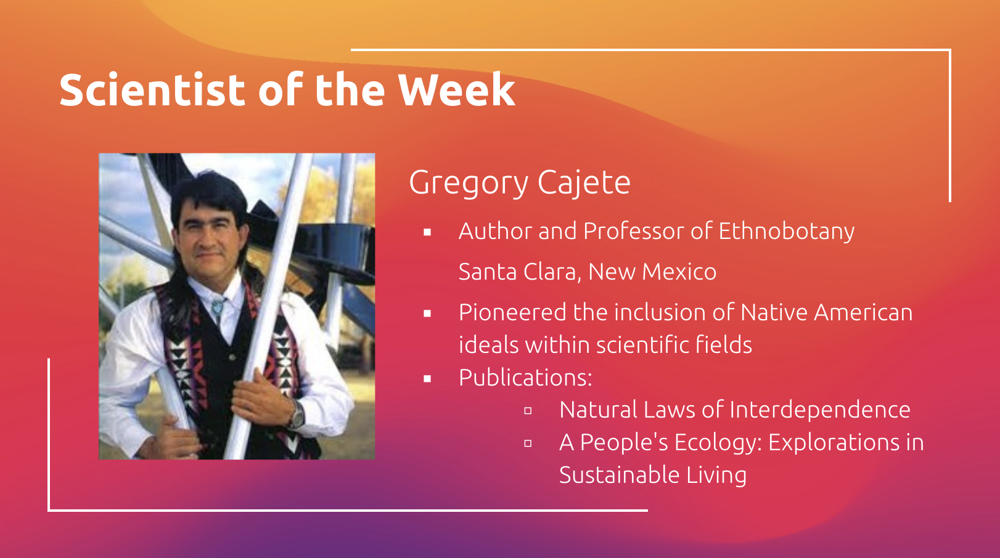 Scientist of the Week
Gregory Cajete
▪ Author and Professor of Ethnobotany
Santa Clara, New Mexico
▪ Pioneered the inclusion of Native American
ideals within scientific fields
▪ Publications:
▫ Natural Laws of Interdependence
▫ A People's Ecology: Explorations in
Sustainable Living